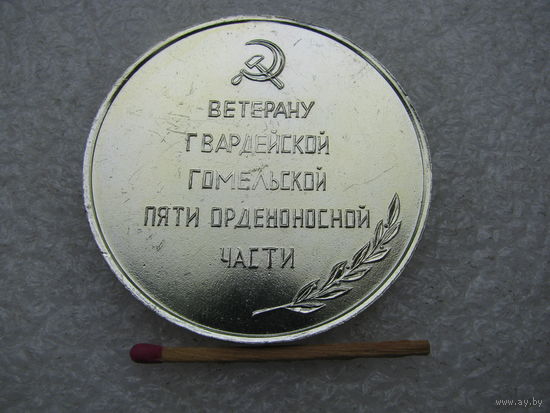 ВЕТЕРАНУ
ГВАРДЕЙСКОЙ
ГОМЕЛЬСКОЙ
ПЯТИ ОРДЕНОНОСНОЙ
ЧАСТИ
www.ay.by